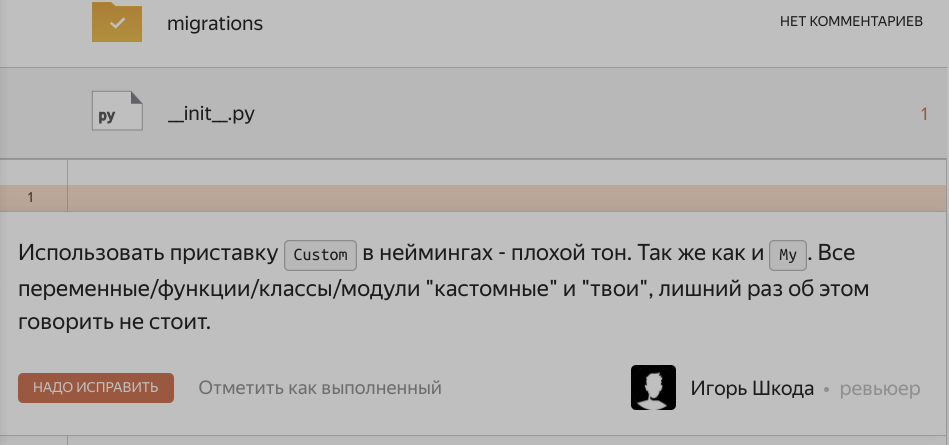 migrations
НЕТ КОММЕНТАРИЕВ
py
__init__.py
1
1
Использовать приставку Custom в неймингах - плохой тон. Так же как и My. Все
переменные/функции/классы/модули "кастомные" и "твои", лишний раз об этом
говорить не стоит.
НАДО ИСПРАВИТЬ
Отметить как выполненный
Игорь Шкода • ревьюер